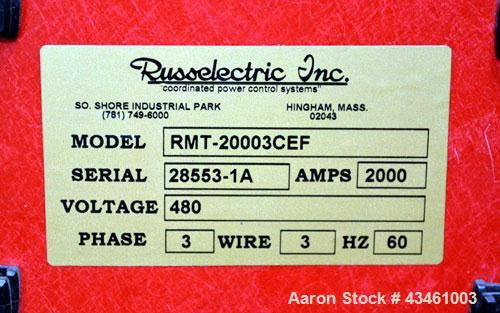 Russelectric Inc.
"coordinated power control systems"
SO. SHORE INDUSTRIAL PARK HINGHAM, MASS.
(781) 749-6000 02043
MODEL RMT-20003CEF
SERIAL 28553-1A AMPS 2000
VOLTAGE 480
PHASE 3 WIRE 3 HZ 60
Aaron Stock # 43461003